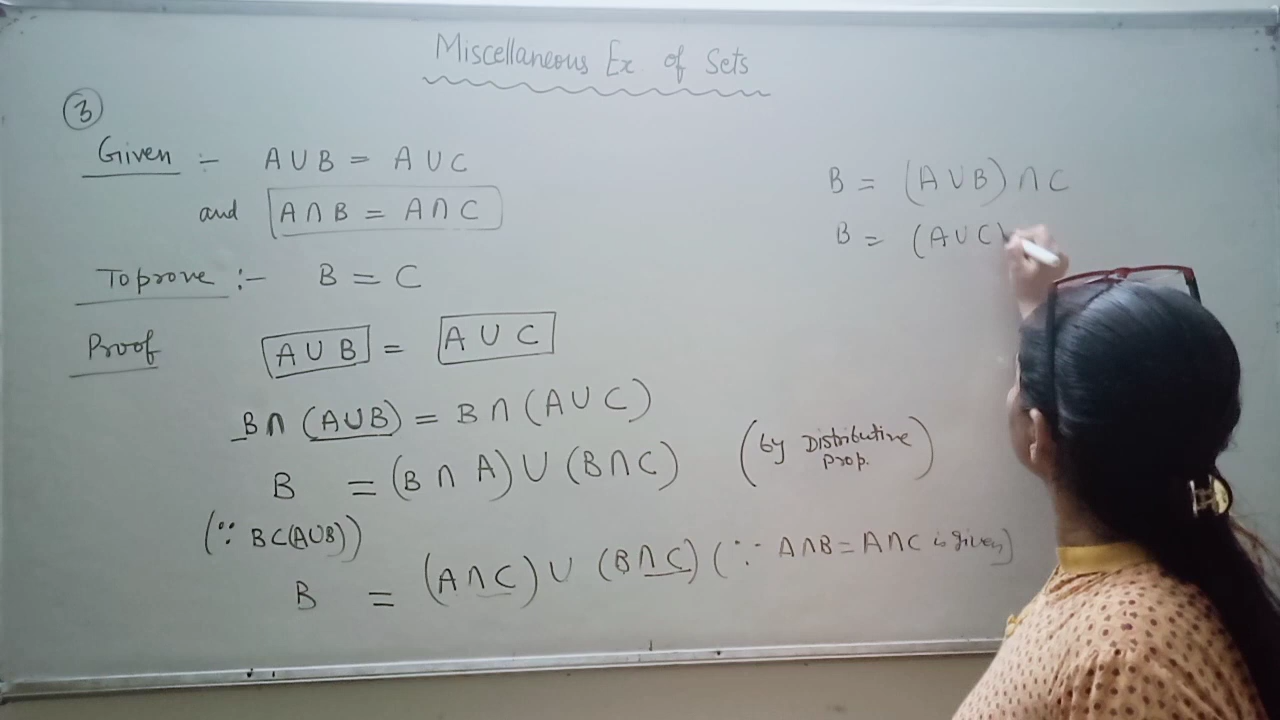 Miscellaneous Ex. of Sets
③
Given :- A ∪ B = A ∪ C
and A ∩ B = A ∩ C
To prove :- B = C
Proof A ∪ B = A ∪ C
B ∩ (A ∪ B) = B ∩ (A ∪ C)
B = (B ∩ A) ∪ (B ∩ C) (by Distributive Prop.)
(∵ B ⊂ (A∪B))
B = (A ∩ C) ∪ (B ∩ C) (∵ A ∩ B = A ∩ C is given)
B = (A ∪ B) ∩ C
B = (A ∪ C)